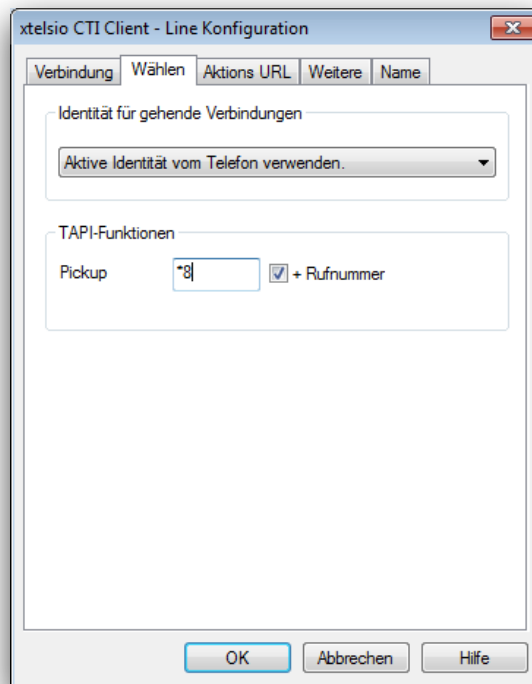 xtelsio CTI Client - Line Konfiguration
Verbindung Wählen Aktions URL Weitere Name
Identität für gehende Verbindungen
Aktive Identität vom Telefon verwenden.
TAPI-Funktionen
Pickup *8 + Rufnummer
OK Abbrechen Hilfe